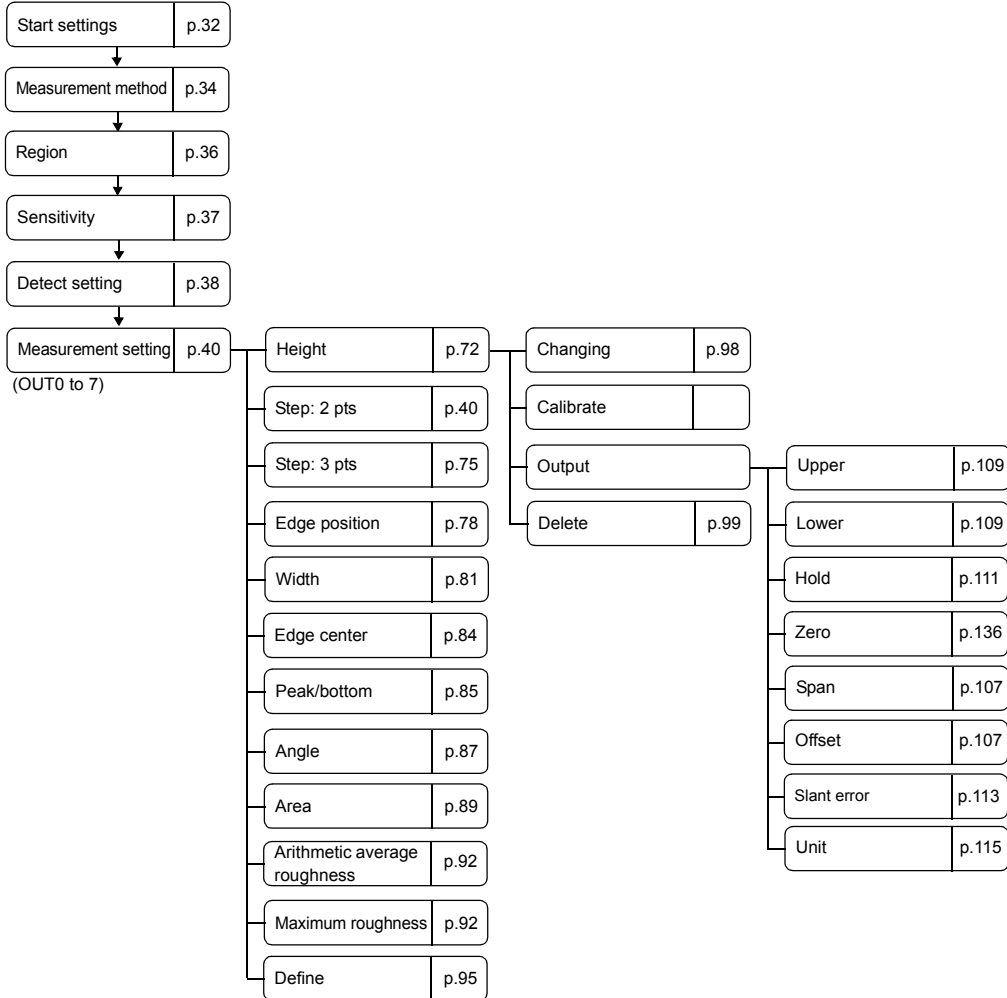 Start settings p.32
Measurement method p.34
Region p.36
Sensitivity p.37
Detect setting p.38
Measurement setting p.40
(OUT0 to 7)
Height p.72
Step: 2 pts p.40
Step: 3 pts p.75
Edge position p.78
Width p.81
Edge center p.84
Peak/bottom p.85
Angle p.87
Area p.89
Arithmetic average
roughness p.92
Maximum roughness p.92
Define p.95
Changing p.98
Calibrate
Output
Delete p.99
Upper p.109
Lower p.109
Hold p.111
Zero p.136
Span p.107
Offset p.107
Slant error p.113
Unit p.115